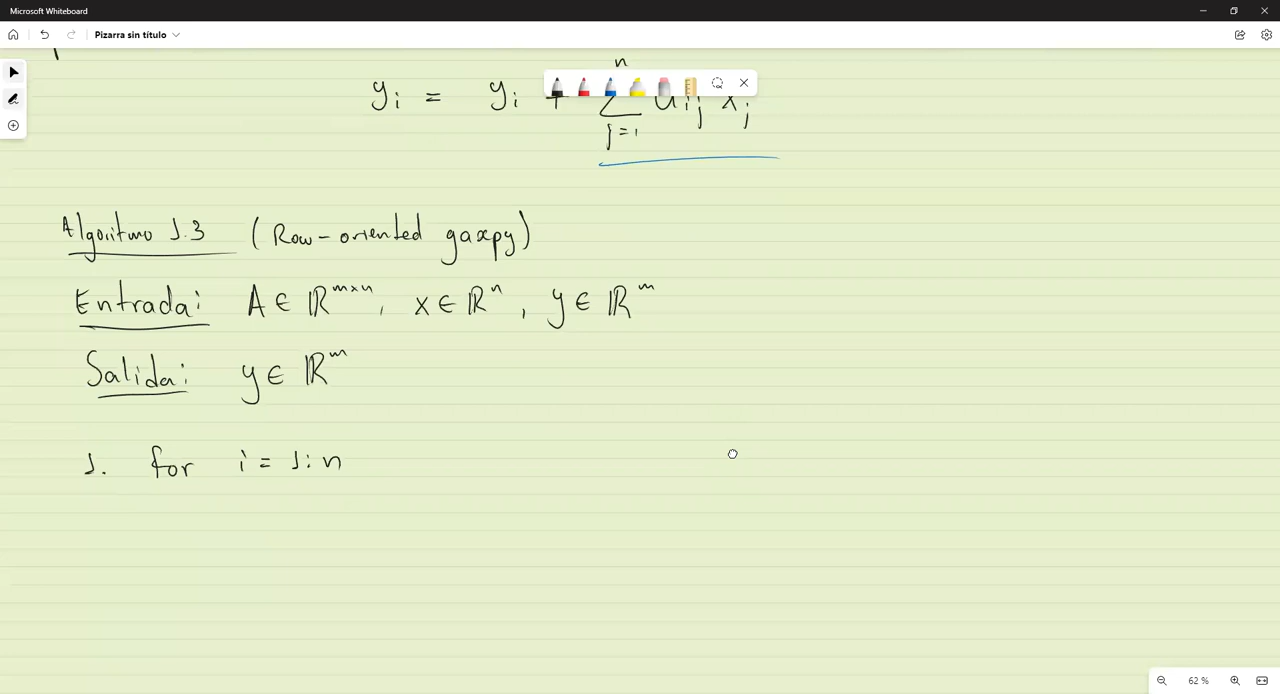 Microsoft Whiteboard
Pizarra sin título
n
yi = yi + Σ aij xj
j=1
Algoritmo 1.3 (Row-oriented gaxpy)
Entrada: A ∈ ℝ^{m×n}, x ∈ ℝ^n, y ∈ ℝ^m
Salida: y ∈ ℝ^m
1. for i = 1:n
62 %